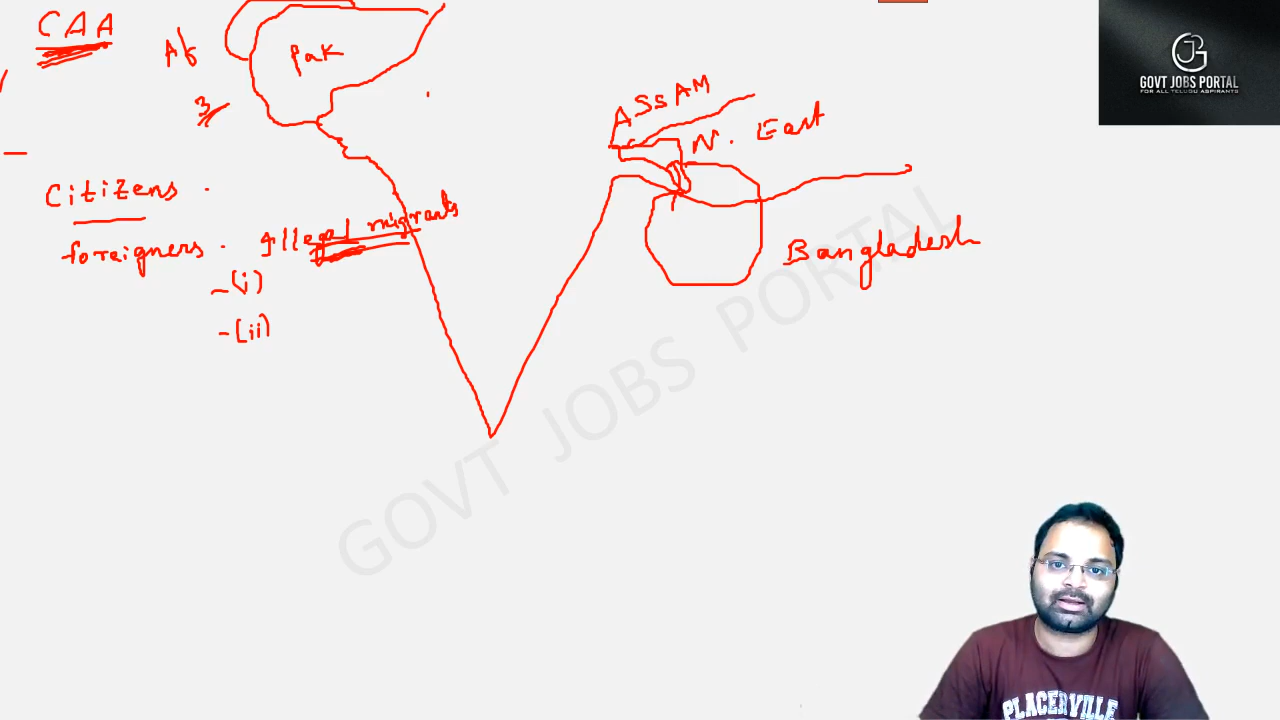 CAA
Af
Pak
3
ASSAM
N. East
Citizens
foreigners
illegal migrants
-(i)
-(ii)
Bangladesh
GOVT JOBS PORTAL
GOVT JOBS PORTAL
FOR ALL TELUGU ASPIRANTS
PLACERVILLE